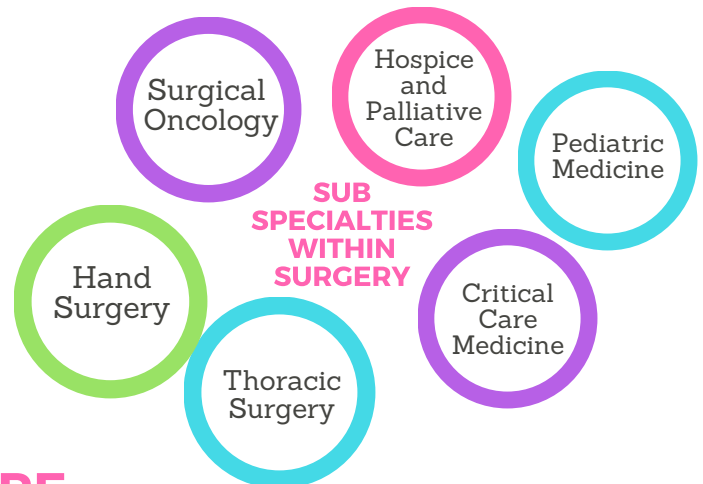 Surgical
Oncology
Hospice
and
Palliative
Care
Pediatric
Medicine
SUB
SPECIALTIES
WITHIN
SURGERY
Hand
Surgery
Critical
Care
Medicine
Thoracic
Surgery